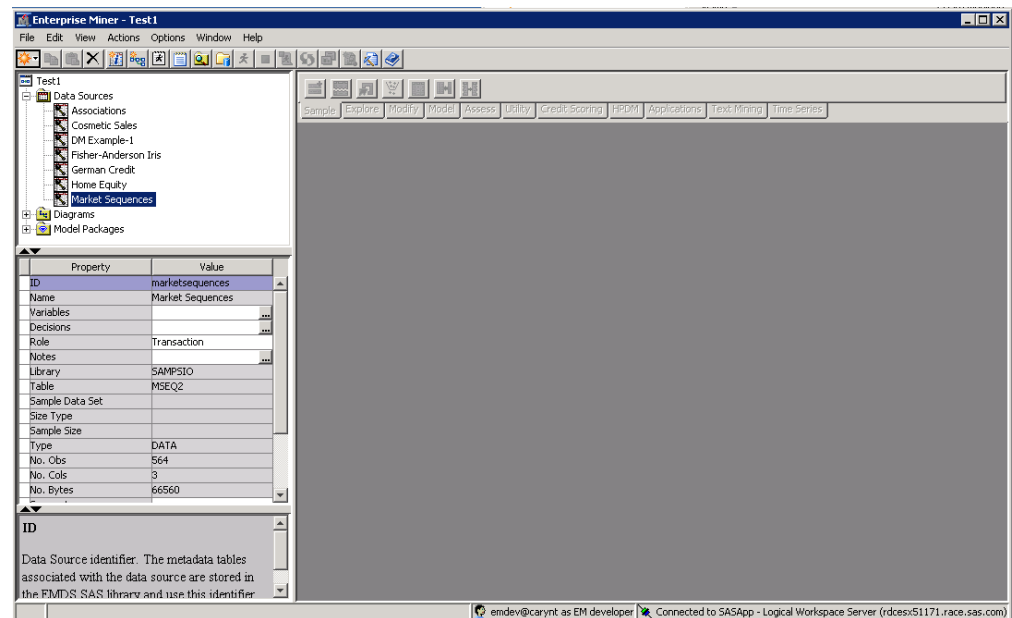 Enterprise Miner - Test1
File Edit View Actions Options Window Help
Test1
Data Sources
Associations
Cosmetic Sales
DM Example-1
Fisher-Anderson Iris
German Credit
Home Equity
Market Sequences
Diagrams
Model Packages
Sample Explore Modify Model Assess Utility Credit Scoring HPDM Applications Text Mining Time Series
Property Value
ID marketsequences
Name Market Sequences
Variables ...
Decisions ...
Role Transaction
Notes ...
Library SAMPSIO
Table MSEQ2
Sample Data Set
Size Type
Sample Size
Type DATA
No. Obs 564
No. Cols 3
No. Bytes 66560
ID
Data Source identifier. The metadata tables
associated with the data source are stored in
the EMDS SAS library and use this identifier
emdev@carynt as EM developer Connected to SASApp - Logical Workspace Server (rdcesx51171.race.sas.com)